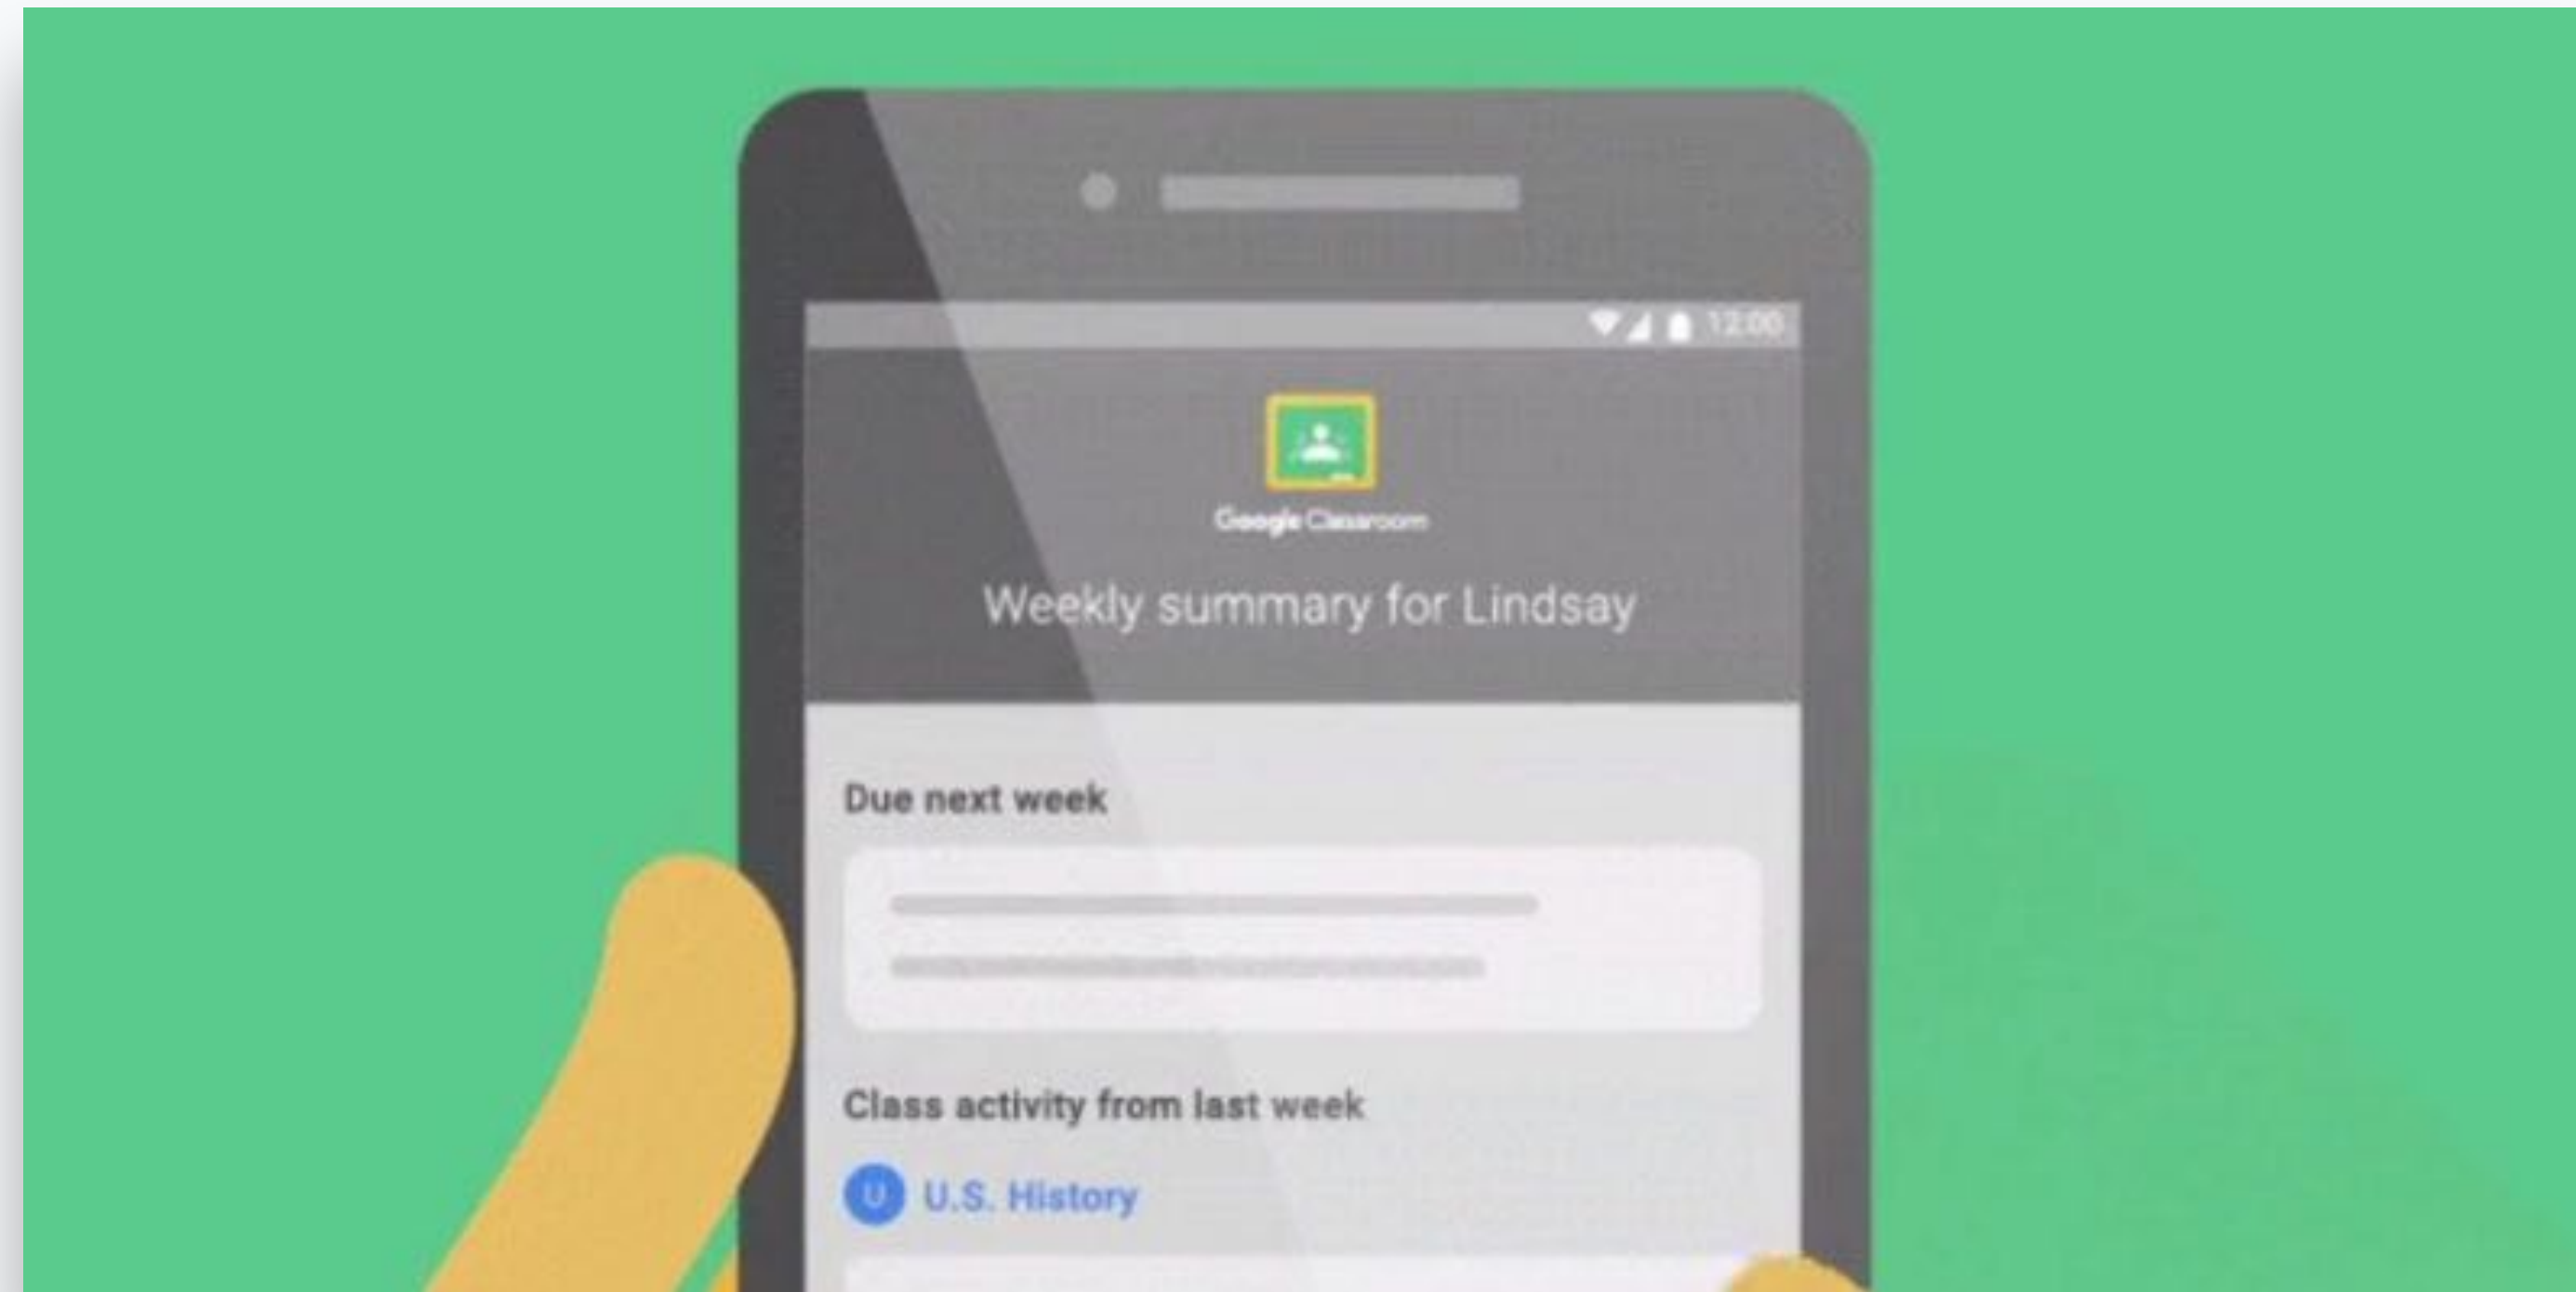 12:00
Google Classroom
Weekly summary for Lindsay
Due next week
Class activity from last week
U
U.S. History